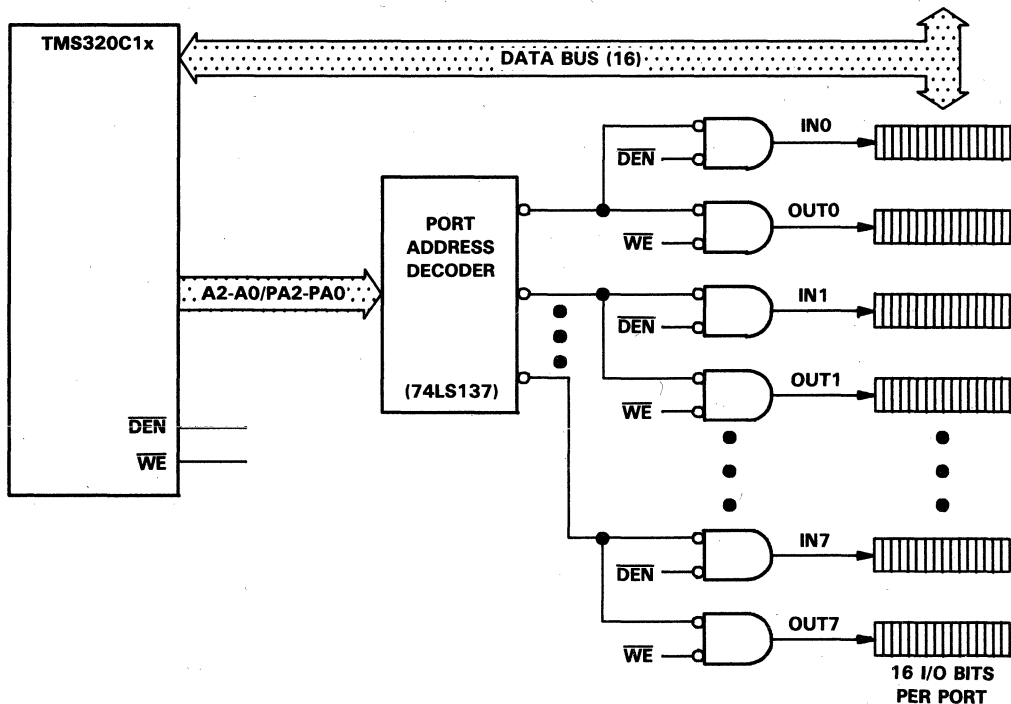 TMS320C1x
DATA BUS (16)
IN0
DEN
PORT
ADDRESS
DECODER
OUT0
WE
A2-A0/PA2-PA0
IN1
DEN
(74LS137)
OUT1
WE
DEN
WE
IN7
DEN
OUT7
WE
16 I/O BITS
PER PORT